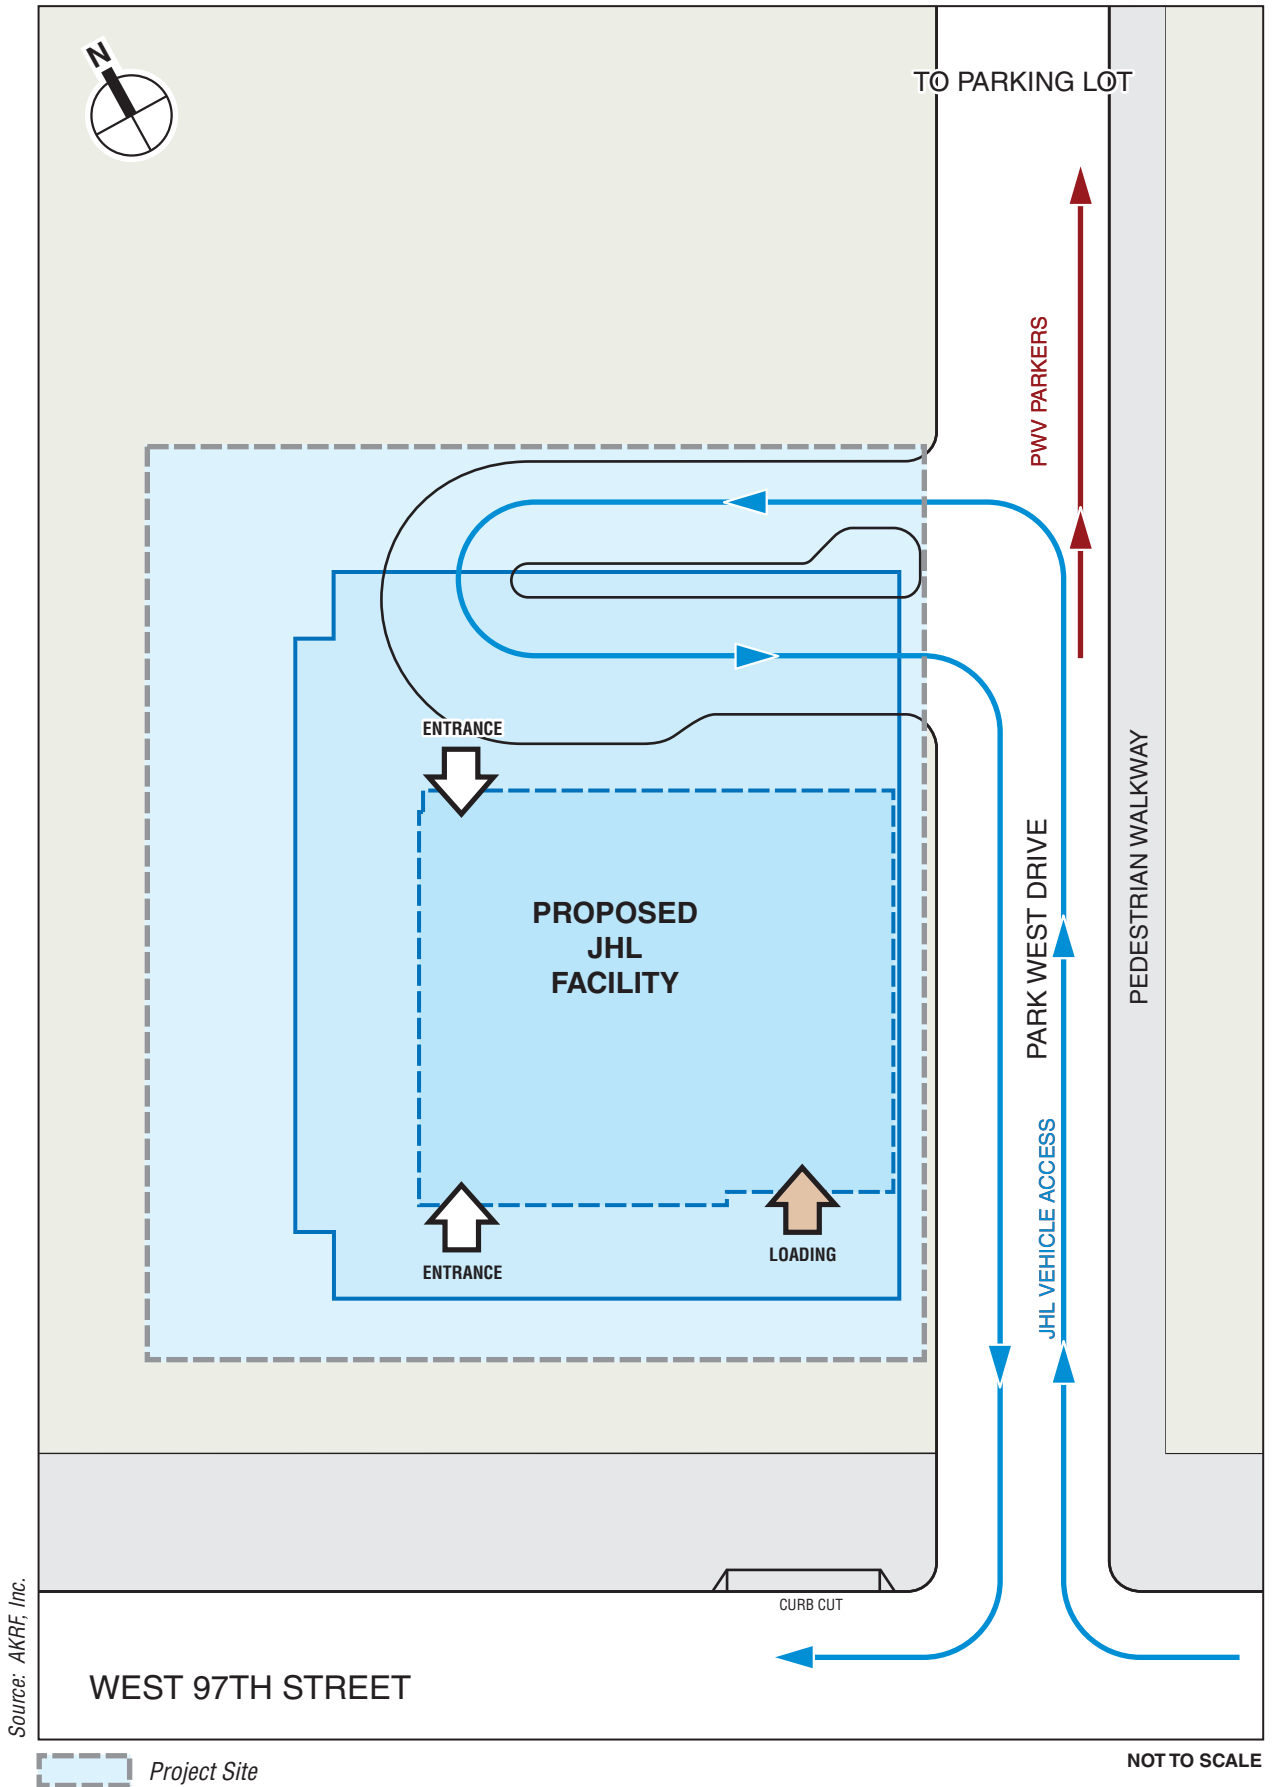 N
TO PARKING LOT
PWV PARKERS
ENTRANCE
PROPOSED
JHL
FACILITY
PARK WEST DRIVE
PEDESTRIAN WALKWAY
JHL VEHICLE ACCESS
LOADING
ENTRANCE
CURB CUT
WEST 97TH STREET
Source: AKRF, Inc.
Project Site
NOT TO SCALE